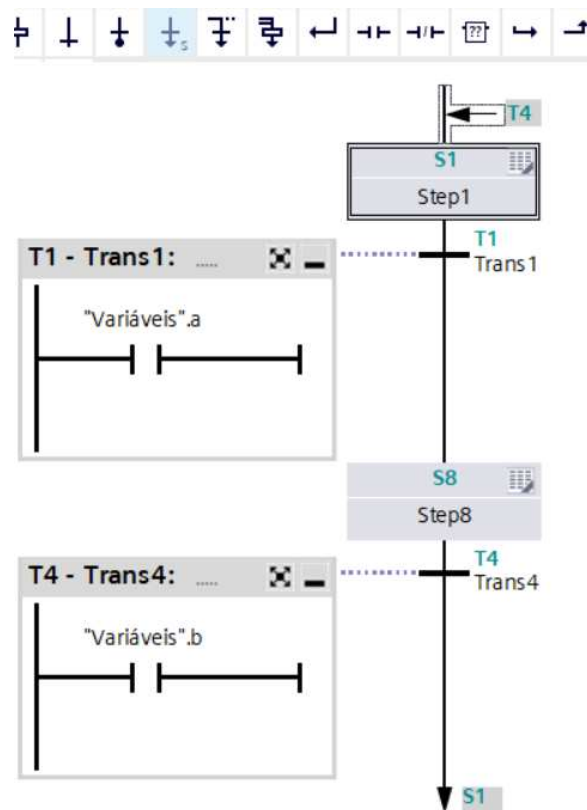 s
??
T4
S1
Step1
T1 - Trans1: .....
T1
Trans1
"Variáveis".a
S8
Step8
T4 - Trans4: .....
T4
Trans4
"Variáveis".b
S1